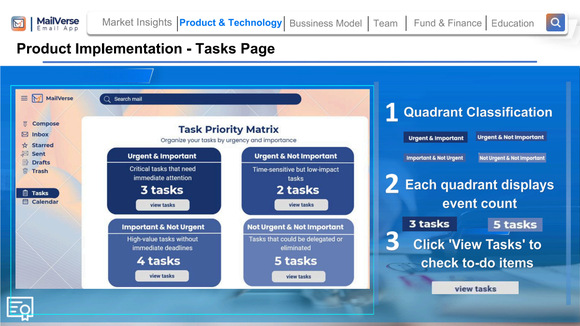 MailVerse
Email App
Market Insights
Product & Technology
Bussiness Model
Team
Fund & Finance
Education
Product Implementation - Tasks Page
MailVerse
Search mail
Compose
Inbox
Starred
Sent
Drafts
Trash
Tasks
Calendar
Task Priority Matrix
Organize your tasks by urgency and importance
Urgent & Important
Critical tasks that need
immediate attention
3 tasks
view tasks
Urgent & Not Important
Time-sensitive but low-impact
tasks
2 tasks
view tasks
Important & Not Urgent
High-value tasks without
immediate deadlines
4 tasks
view tasks
Not Urgent & Not Important
Tasks that could be delegated or
eliminated
5 tasks
view tasks
1 Quadrant Classification
Urgent & Important
Urgent & Not Important
Important & Not Urgent
Not Urgent & Not Important
2 Each quadrant displays
event count
3 tasks
5 tasks
3 Click 'View Tasks' to
check to-do items
view tasks